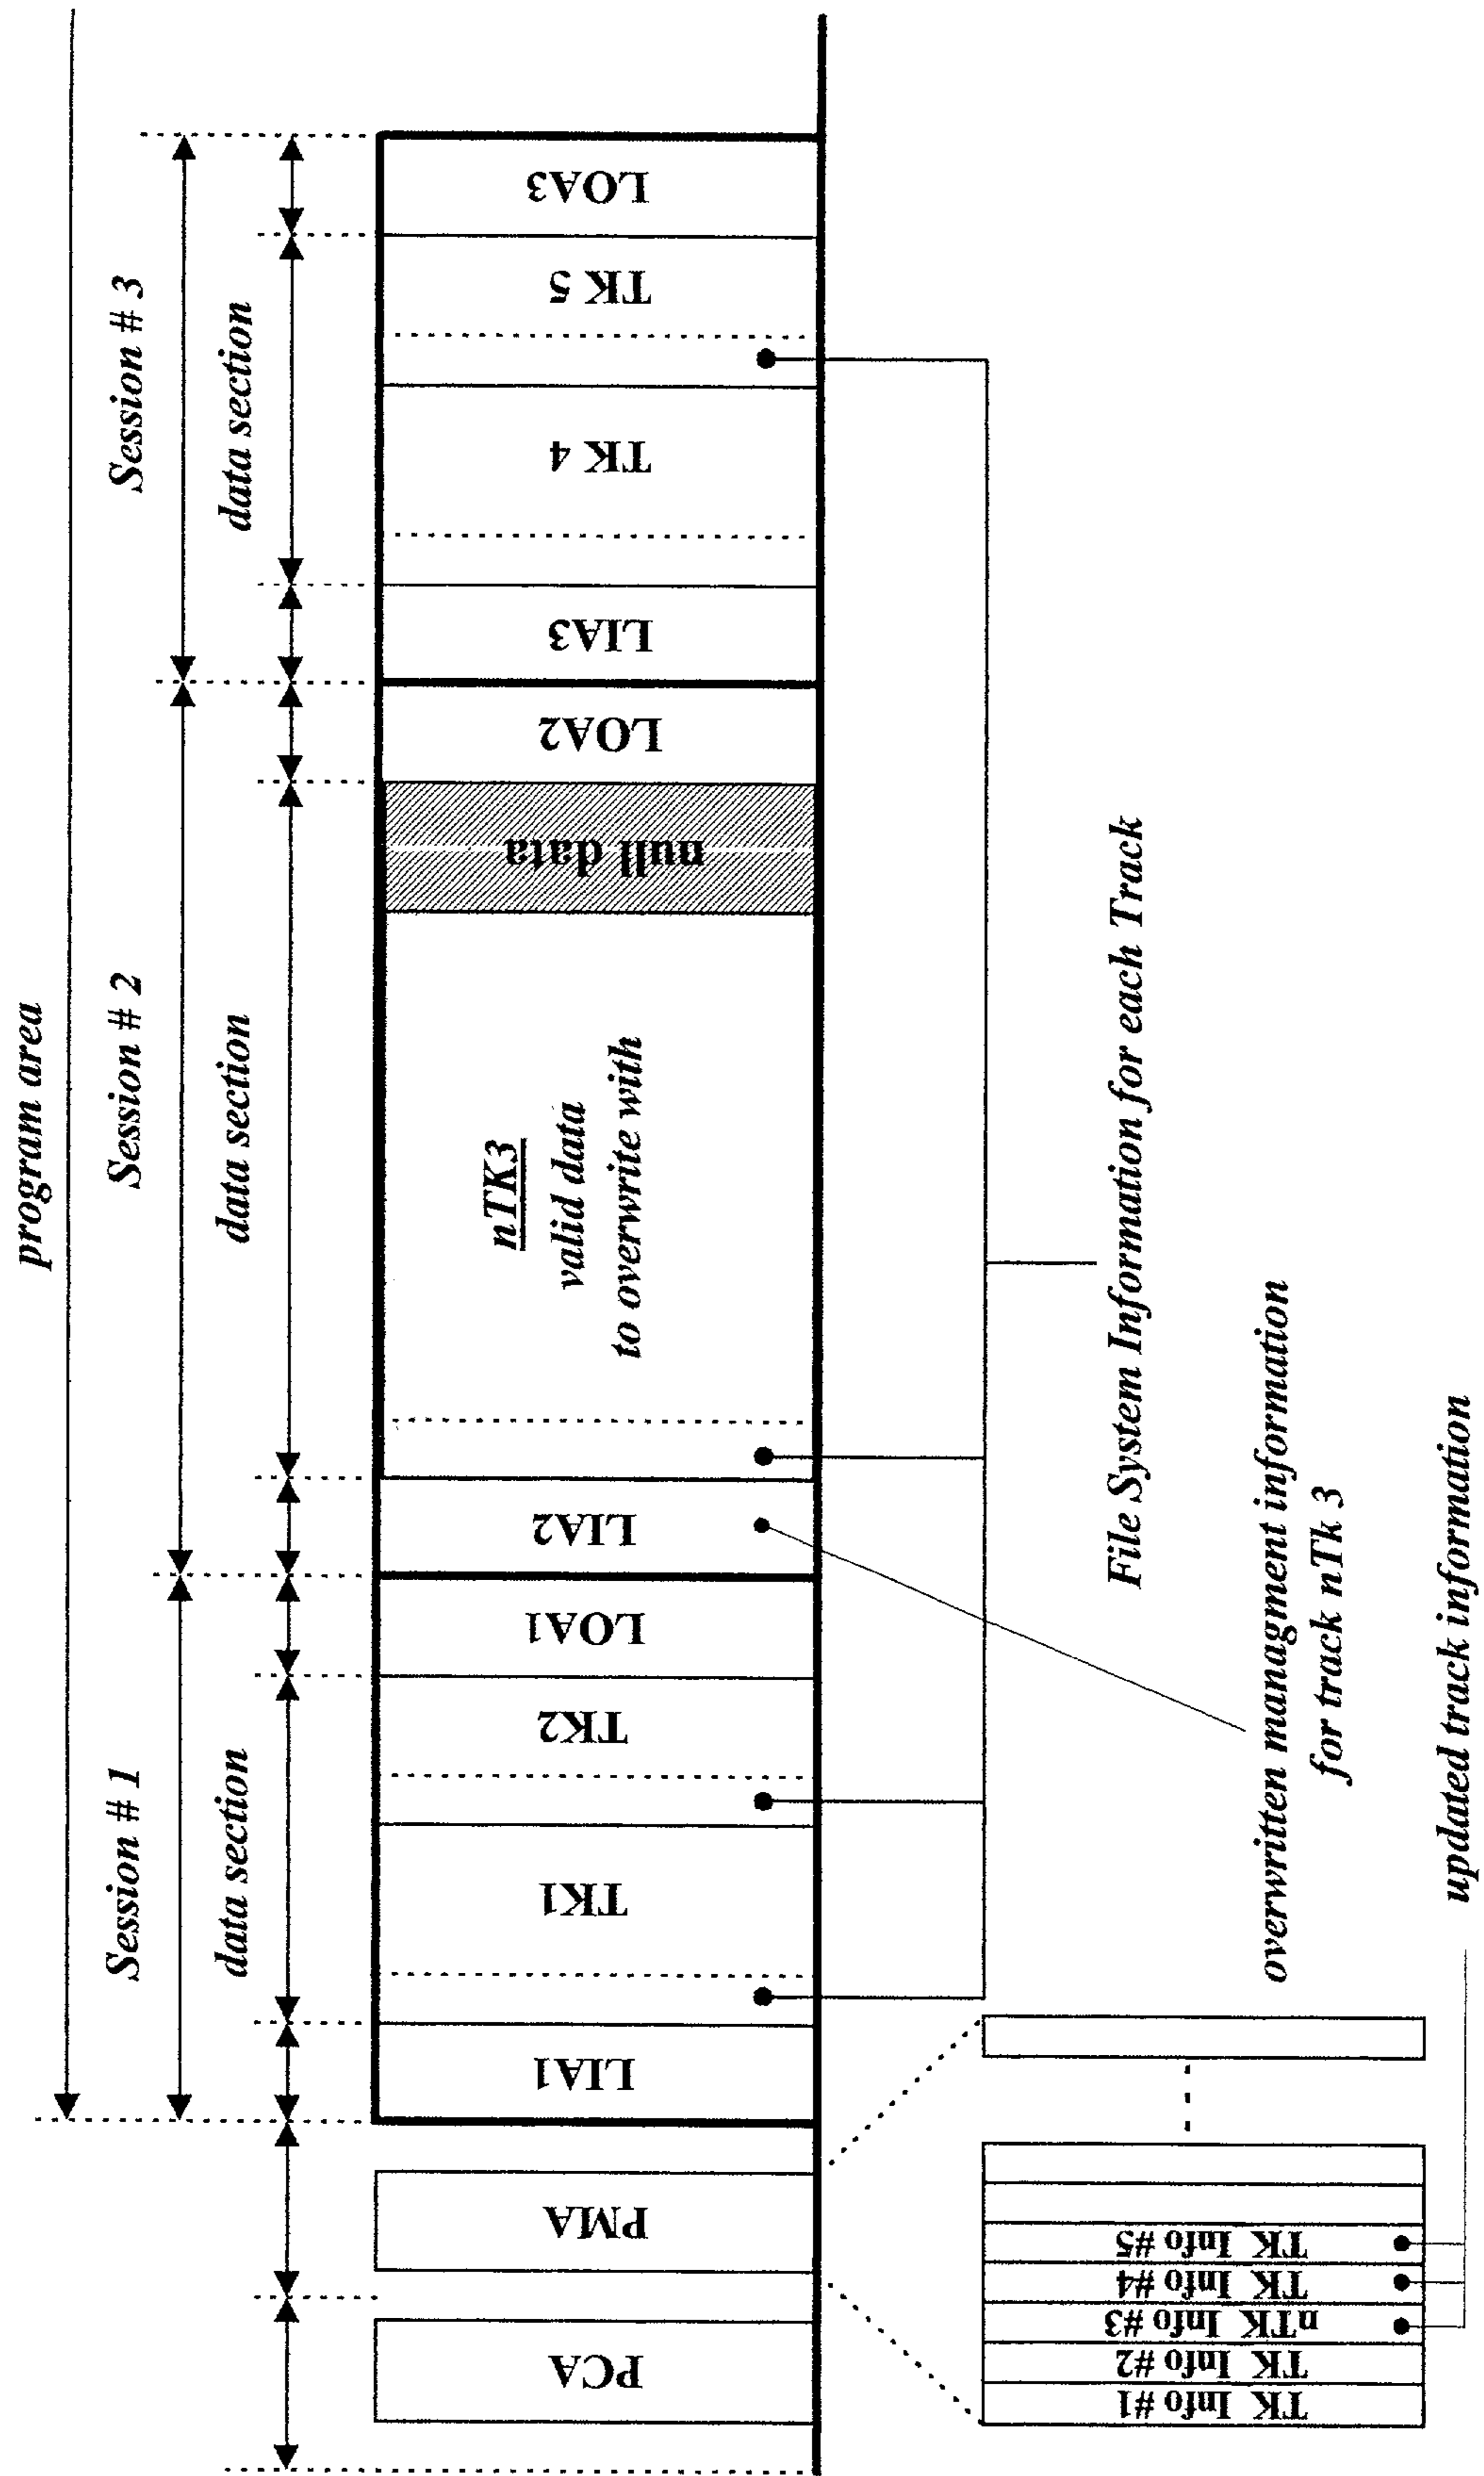 program area
Session # 1
Session # 2
Session # 3
data section
data section
data section
PCA
PMA
LIA1
TK1
TK2
LOA1
LIA2
nTK3
valid data
to overwrite with
null data
LOA2
LIA3
TK 4
TK 5
LOA3
File System Information for each Track
overwritten managment information
for track nTk 3
updated track information
TK Info #1
TK Info #2
nTK Info #3
TK Info #4
TK Info #5